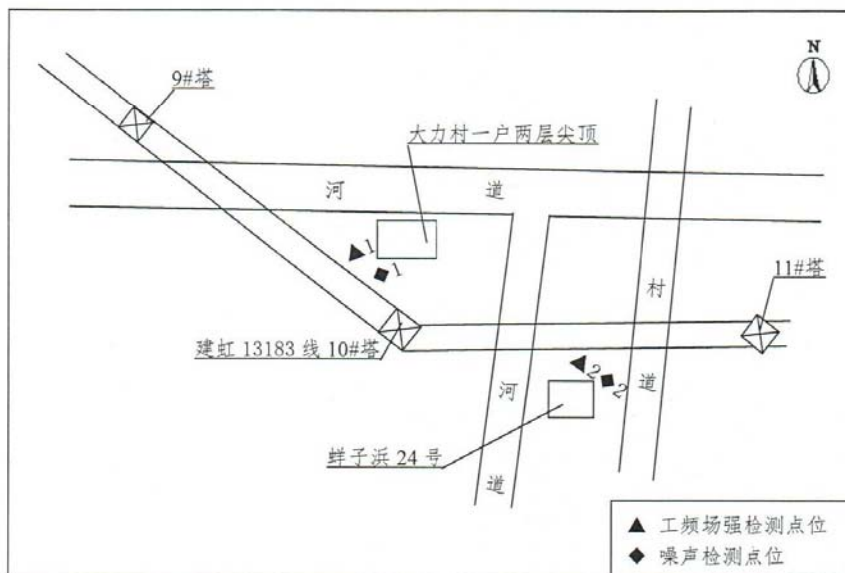 N
9#塔
大力村一户两层尖顶
河 道
1
1
村
道
11#塔
建虹 13183 线 10#塔
2
2
河
道
蚌子浜 24 号
▲ 工频场强检测点位
◆ 噪声检测点位